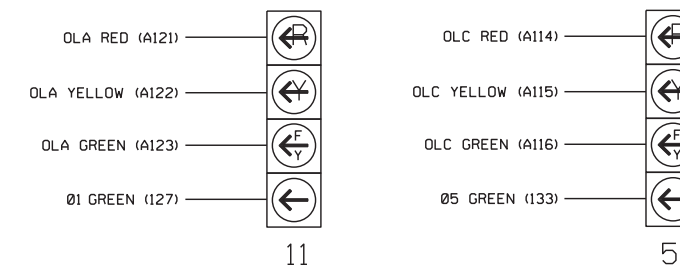 OLA RED (A121)
R
OLA YELLOW (A122)
Y
OLA GREEN (A123)
F
Y
Ø1 GREEN (127)
11
OLC RED (A114)
OLC YELLOW (A115)
OLC GREEN (A116)
F
Y
Ø5 GREEN (133)
5